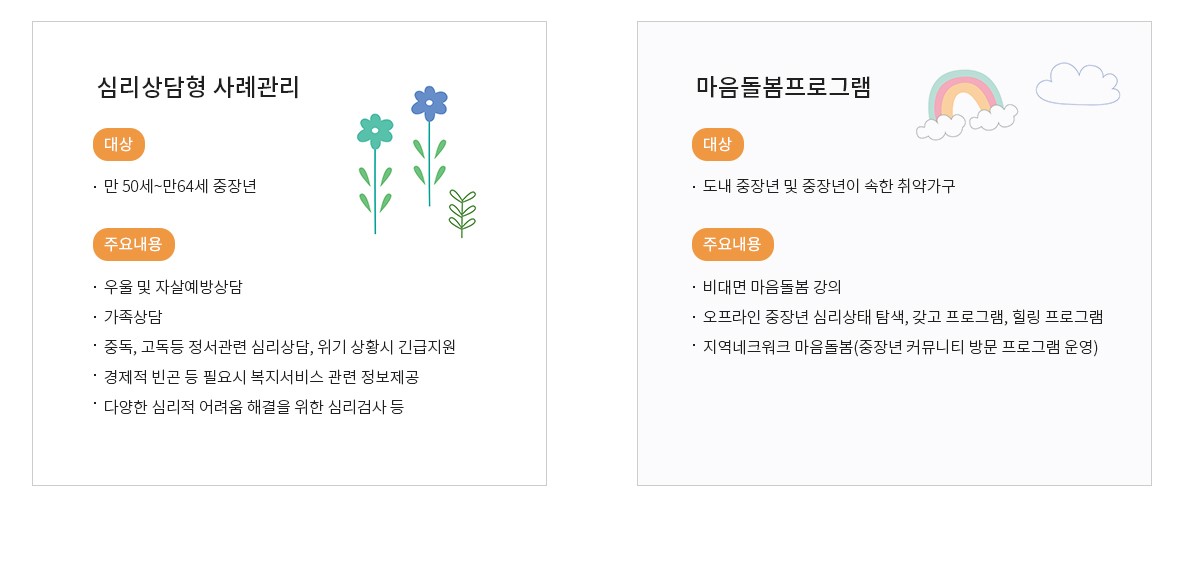 심리상담형 사례관리
대상
· 만 50세~만64세 중장년
주요내용
· 우울 및 자살예방상담
· 가족상담
· 중독, 고독등 정서관련 심리상담, 위기 상황시 긴급지원
· 경제적 빈곤 등 필요시 복지서비스 관련 정보제공
· 다양한 심리적 어려움 해결을 위한 심리검사 등
마음돌봄프로그램
대상
· 도내 중장년 및 중장년이 속한 취약가구
주요내용
· 비대면 마음돌봄 강의
· 오프라인 중장년 심리상태 탐색, 갖고 프로그램, 힐링 프로그램
· 지역네크워크 마음돌봄(중장년 커뮤니티 방문 프로그램 운영)